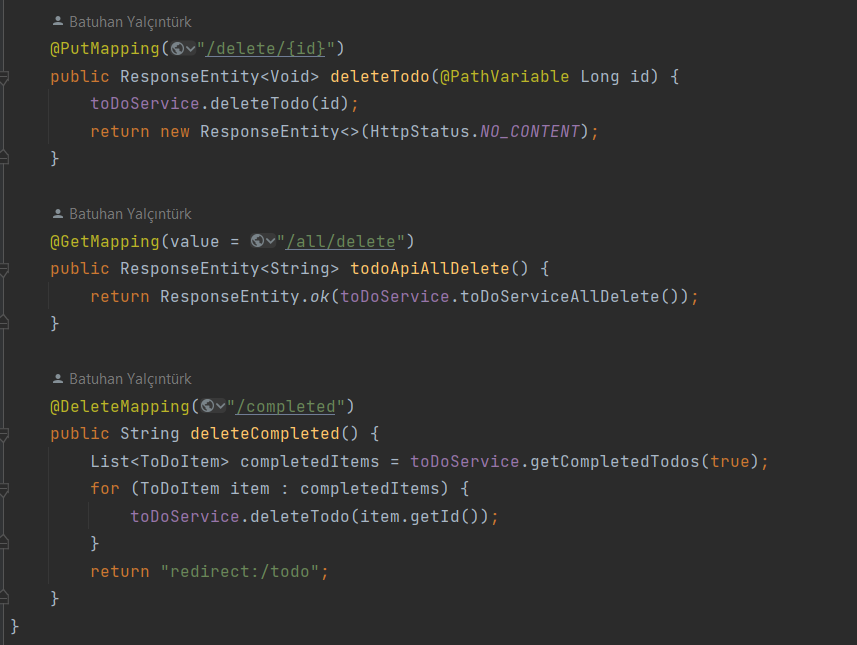 Batuhan Yalçıntürk
@PutMapping("/delete/{id}")
public ResponseEntity<Void> deleteTodo(@PathVariable Long id) {
toDoService.deleteTodo(id);
return new ResponseEntity<>(HttpStatus.NO_CONTENT);
}
Batuhan Yalçıntürk
@GetMapping(value = "/all/delete")
public ResponseEntity<String> todoApiAllDelete() {
return ResponseEntity.ok(toDoService.toDoServiceAllDelete());
}
Batuhan Yalçıntürk
@DeleteMapping("/completed")
public String deleteCompleted() {
List<ToDoItem> completedItems = toDoService.getCompletedTodos(true);
for (ToDoItem item : completedItems) {
toDoService.deleteTodo(item.getId());
}
return "redirect:/todo";
}
}